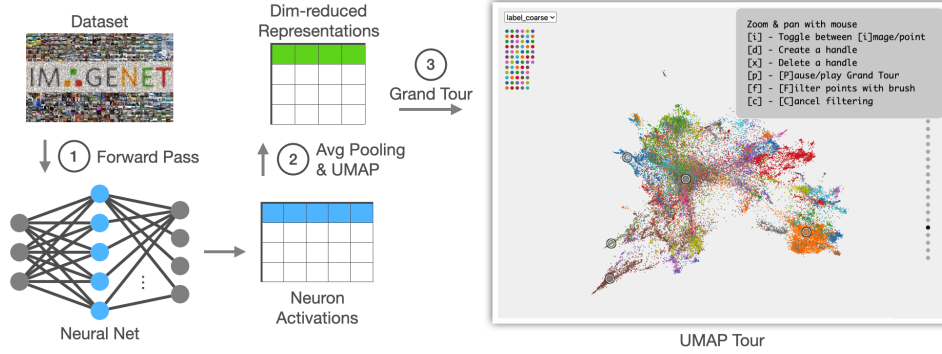 Dataset
IMAGENET
1
Forward Pass
Neural Net
Neuron
Activations
2
Avg Pooling
& UMAP
Dim-reduced
Representations
3
Grand Tour
label_coarse
Zoom & pan with mouse
[i] - Toggle between [i]mage/point
[d] - Create a handle
[x] - Delete a handle
[p] - [P]ause/play Grand Tour
[f] - [F]ilter points with brush
[c] - [C]ancel filtering
UMAP Tour